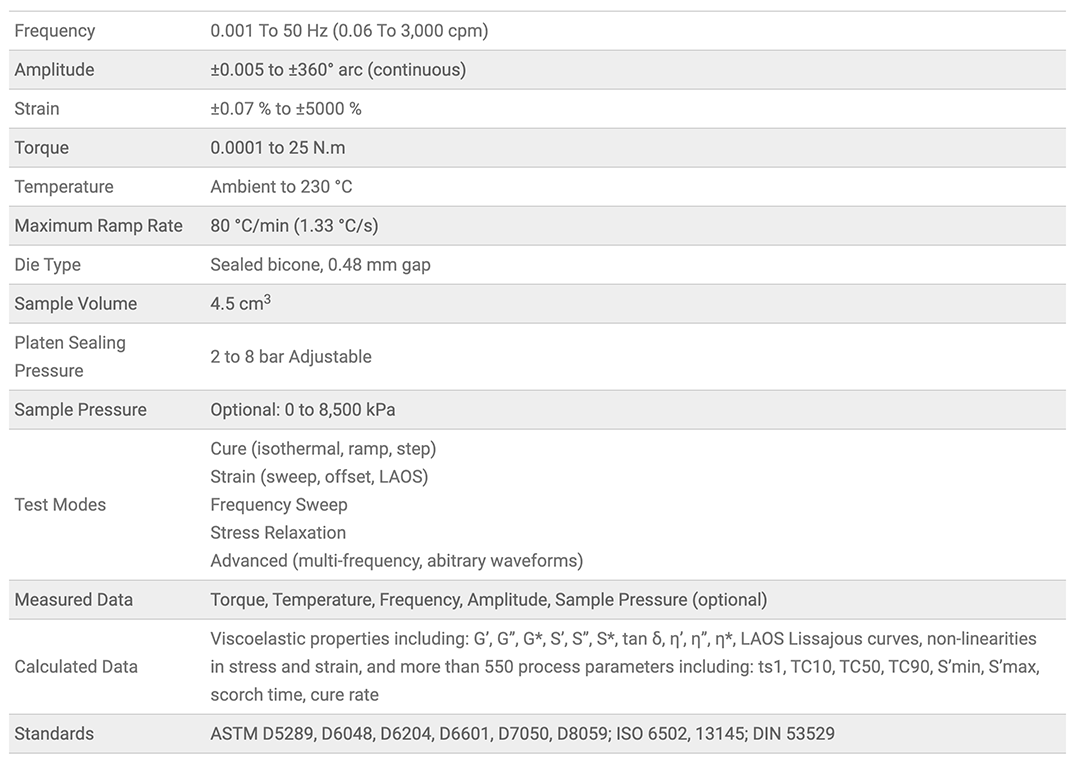 Frequency 0.001 To 50 Hz (0.06 To 3,000 cpm)
Amplitude ±0.005 to ±360° arc (continuous)
Strain ±0.07 % to ±5000 %
Torque 0.0001 to 25 N.m
Temperature Ambient to 230 °C
Maximum Ramp Rate 80 °C/min (1.33 °C/s)
Die Type Sealed bicone, 0.48 mm gap
Sample Volume 4.5 cm³
Platen Sealing
Pressure
2 to 8 bar Adjustable
Sample Pressure Optional: 0 to 8,500 kPa
Test Modes
Cure (isothermal, ramp, step)
Strain (sweep, offset, LAOS)
Frequency Sweep
Stress Relaxation
Advanced (multi-frequency, abitrary waveforms)
Measured Data Torque, Temperature, Frequency, Amplitude, Sample Pressure (optional)
Calculated Data
Viscoelastic properties including: G’, G”, G*, S’, S”, S*, tan δ, η’, η”, η*, LAOS Lissajous curves, non-linearities
in stress and strain, and more than 550 process parameters including: ts1, TC10, TC50, TC90, S’min, S’max,
scorch time, cure rate
Standards ASTM D5289, D6048, D6204, D6601, D7050, D8059; ISO 6502, 13145; DIN 53529